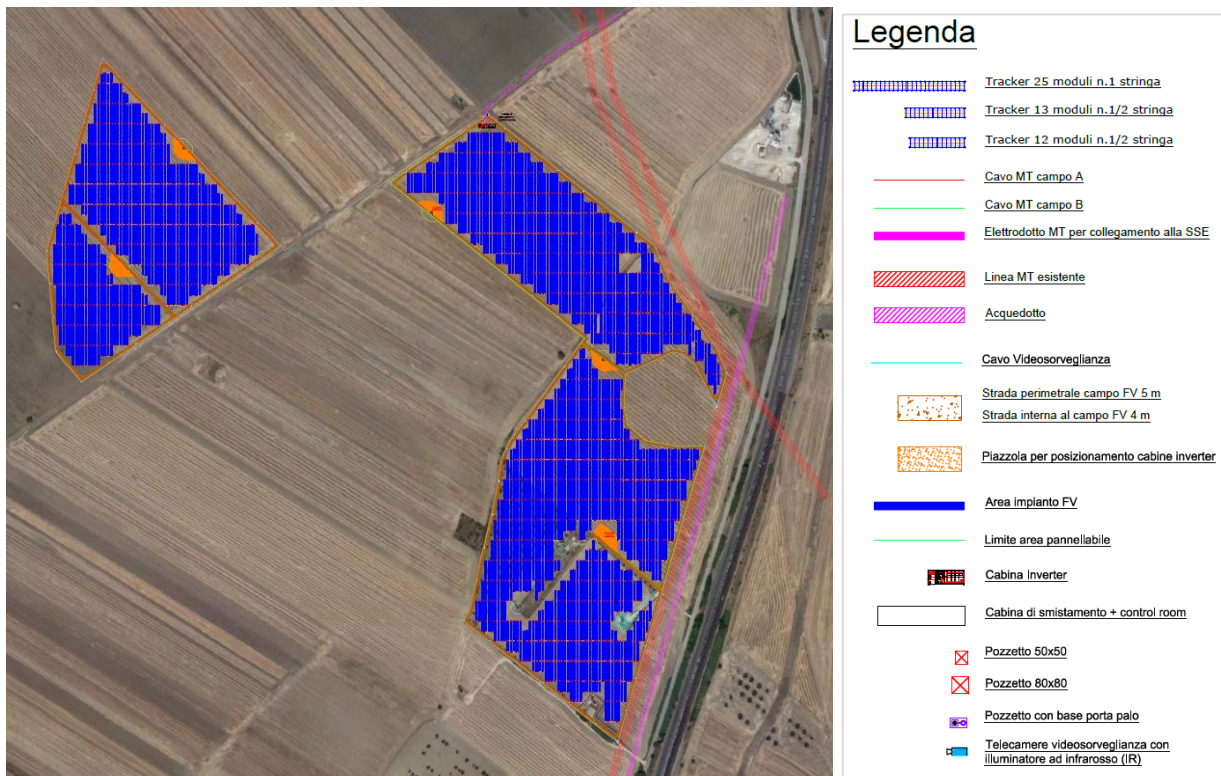 Legenda
Tracker 25 moduli n.1 stringa
Tracker 13 moduli n.1/2 stringa
Tracker 12 moduli n.1/2 stringa
Cavo MT campo A
Cavo MT campo B
Elettrodotto MT per collegamento alla SSE
Linea MT esistente
Acquedotto
Cavo Videosorveglianza
Strada perimetrale campo FV 5 m
Strada interna al campo FV 4 m
Piazzola per posizionamento cabine inverter
Area impianto FV
Limite area pannellabile
Cabina Inverter
Cabina di smistamento + control room
Pozzetto 50x50
Pozzetto 80x80
Pozzetto con base porta palo
Telecamere videosorveglianza con
illuminatore ad infrarosso (IR)